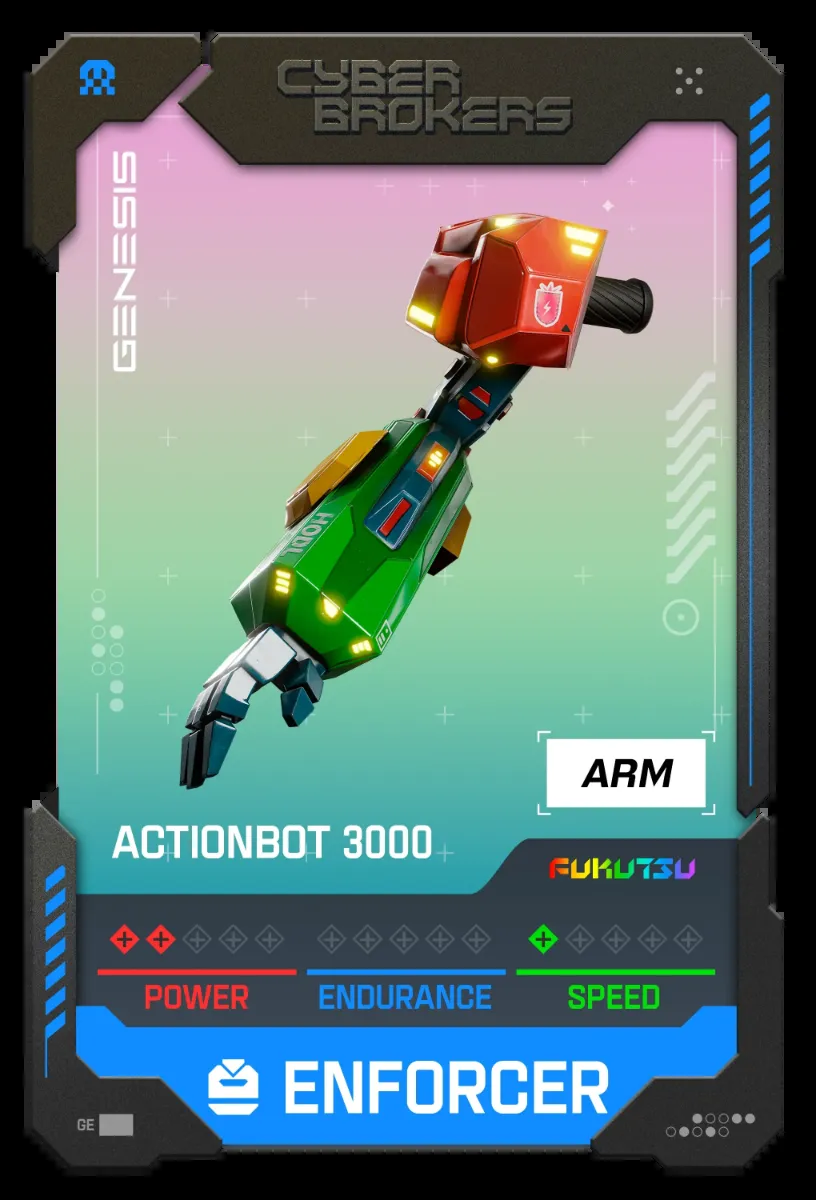 CYBER
BROKERS
GENESIS
HODL
ARM
ACTIONBOT 3000
FUKUTSU
POWER
ENDURANCE
SPEED
ENFORCER
GE